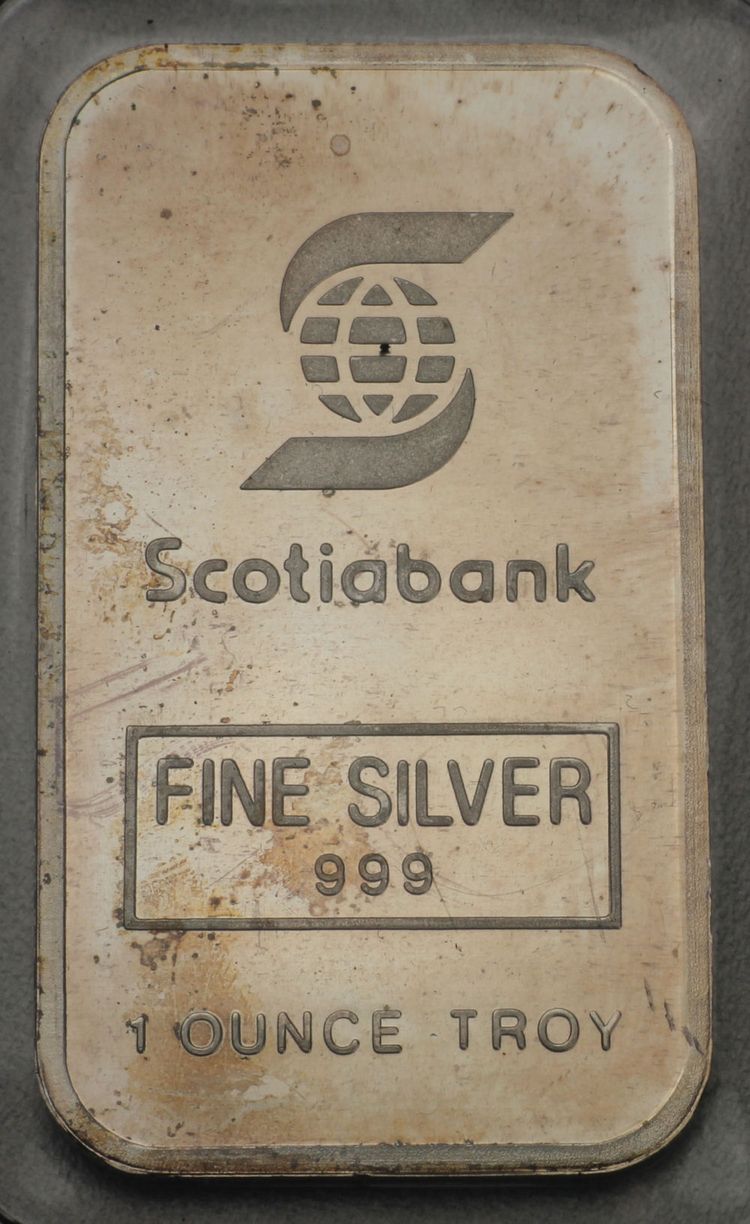 Scotiabank
FINE SILVER
999
1 OUNCE TROY